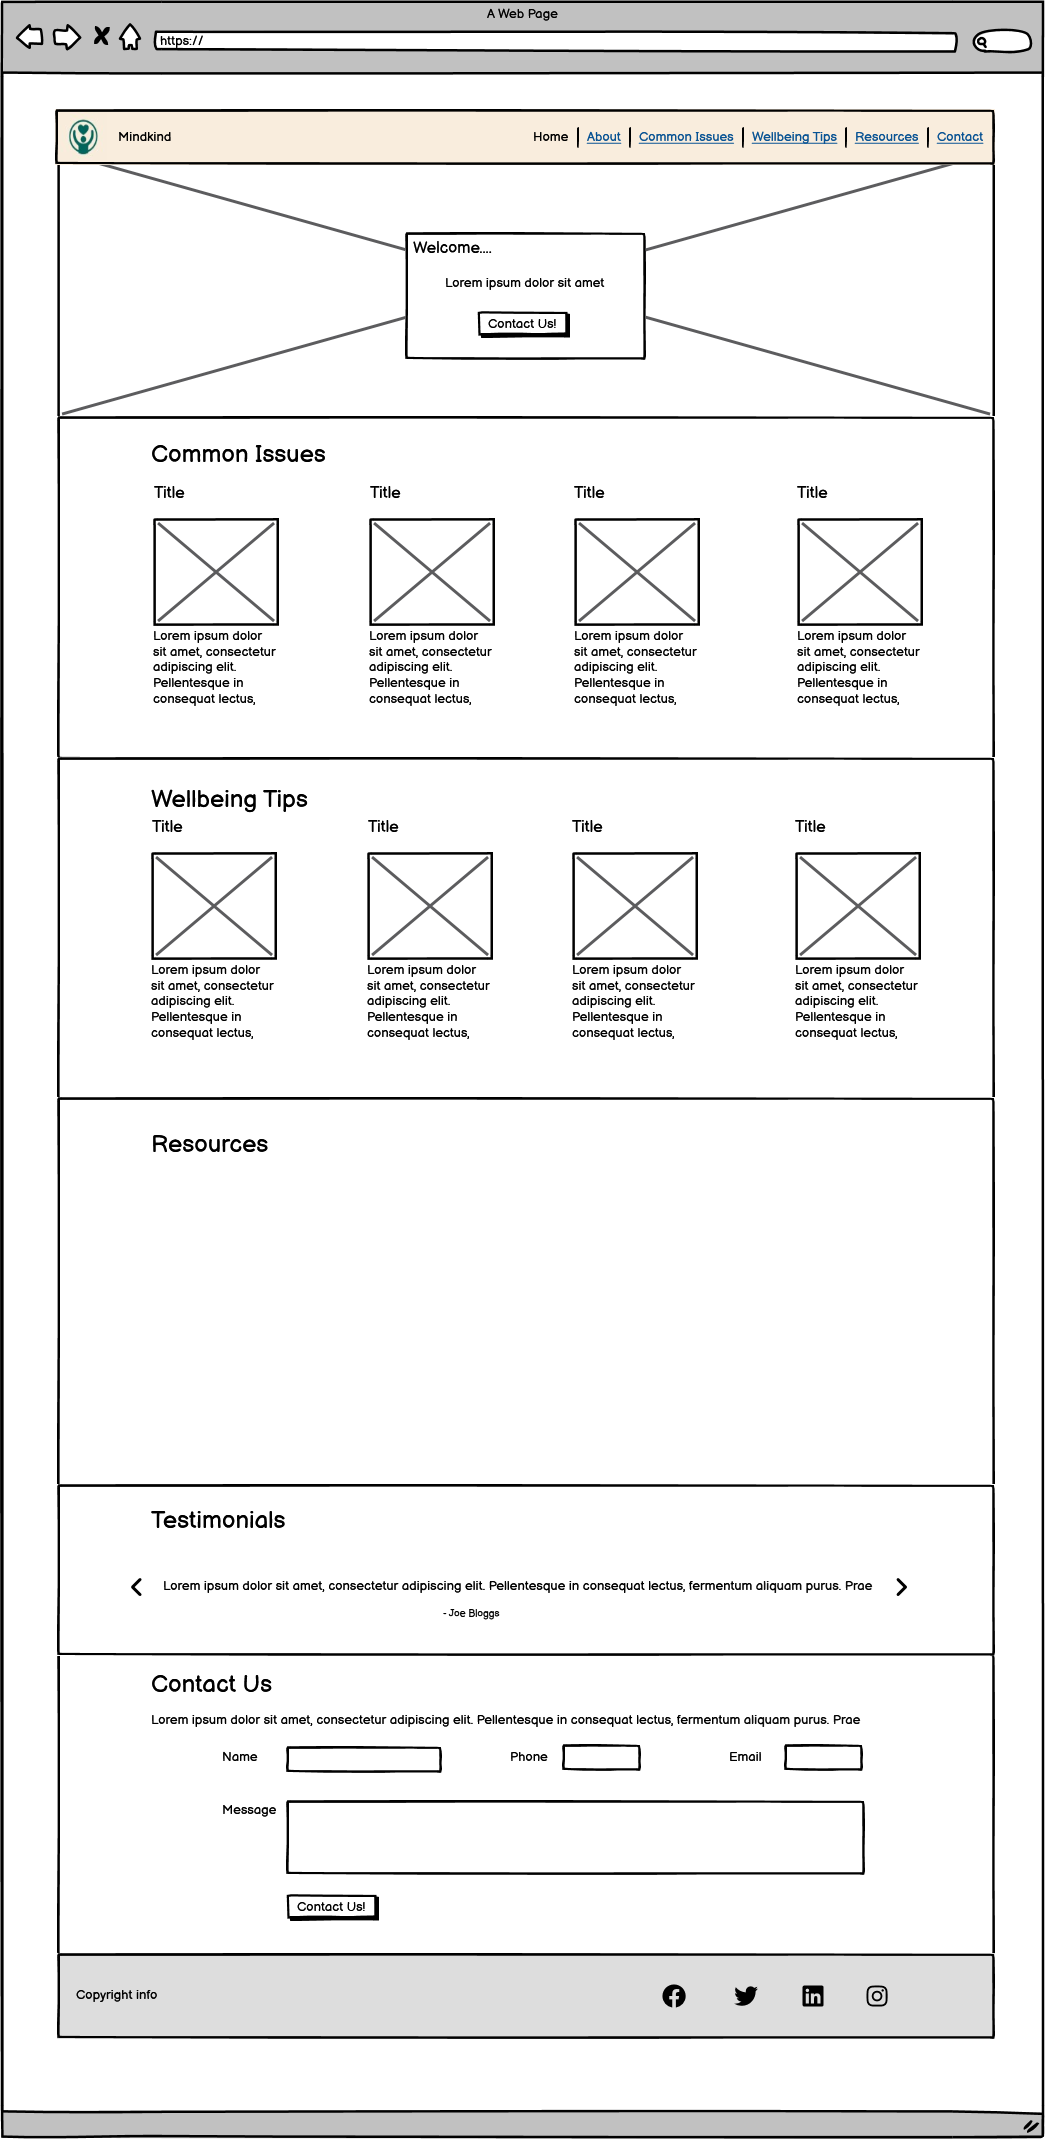 A Web Page
https://
Mindkind
Home | About | Common Issues | Wellbeing Tips | Resources | Contact
Welcome....
Lorem ipsum dolor sit amet
Contact Us!
Common Issues
Title
Title
Title
Title
Lorem ipsum dolor
sit amet, consectetur
adipiscing elit.
Pellentesque in
consequat lectus,
Lorem ipsum dolor
sit amet, consectetur
adipiscing elit.
Pellentesque in
consequat lectus,
Lorem ipsum dolor
sit amet, consectetur
adipiscing elit.
Pellentesque in
consequat lectus,
Lorem ipsum dolor
sit amet, consectetur
adipiscing elit.
Pellentesque in
consequat lectus,
Wellbeing Tips
Title
Title
Title
Title
Lorem ipsum dolor
sit amet, consectetur
adipiscing elit.
Pellentesque in
consequat lectus,
Lorem ipsum dolor
sit amet, consectetur
adipiscing elit.
Pellentesque in
consequat lectus,
Lorem ipsum dolor
sit amet, consectetur
adipiscing elit.
Pellentesque in
consequat lectus,
Lorem ipsum dolor
sit amet, consectetur
adipiscing elit.
Pellentesque in
consequat lectus,
Resources
Testimonials
Lorem ipsum dolor sit amet, consectetur adipiscing elit. Pellentesque in consequat lectus, fermentum aliquam purus. Prae
- Joe Bloggs
Contact Us
Lorem ipsum dolor sit amet, consectetur adipiscing elit. Pellentesque in consequat lectus, fermentum aliquam purus. Prae
Name
Phone
Email
Message
Contact Us!
Copyright info